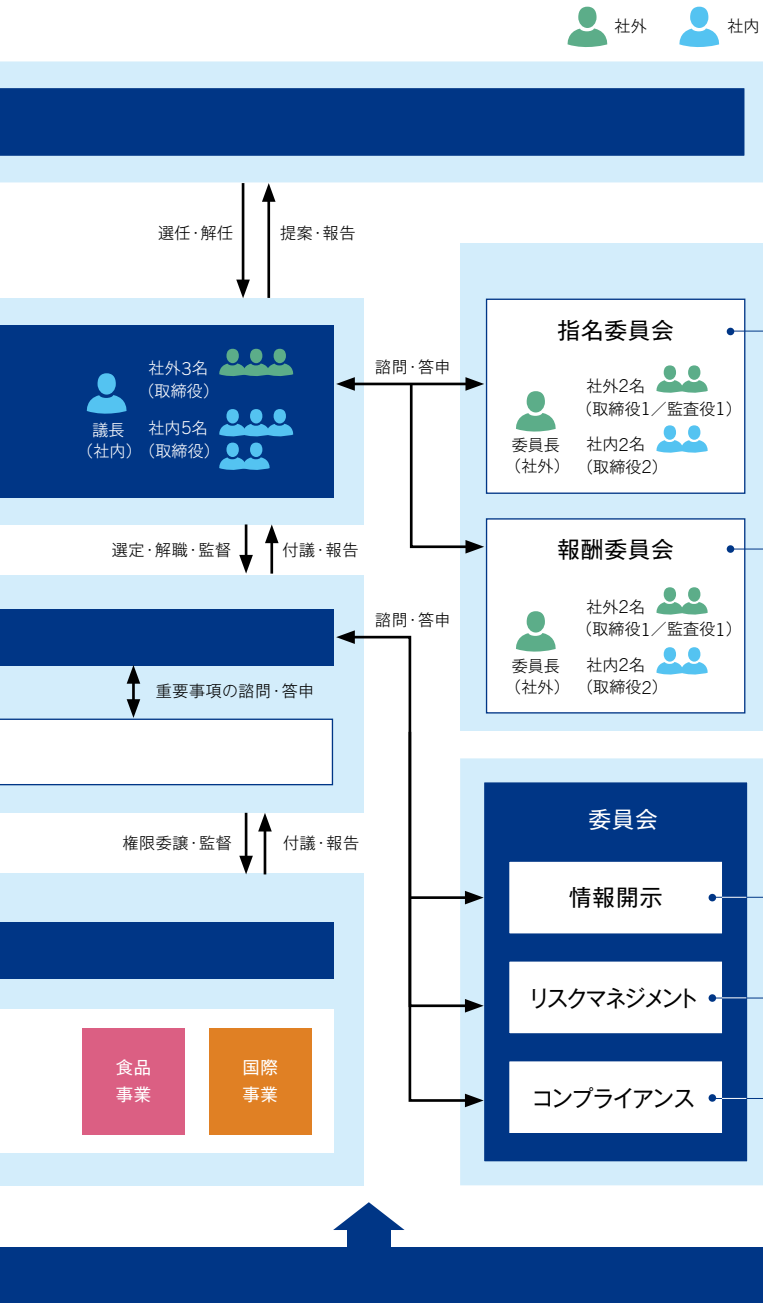 社外
社内
選任·解任
提案·報告
議長
(社内)
社外3名
(取締役)
社内5名
(取締役)
諮問·答申
指名委員会
委員長
(社外)
社外2名
(取締役1／監査役1)
社内2名
(取締役2)
報酬委員会
委員長
(社外)
社外2名
(取締役1／監査役1)
社内2名
(取締役2)
選定·解職·監督
付議·報告
諮問·答申
重要事項の諮問·答申
権限委譲·監督
付議·報告
委員会
情報開示
リスクマネジメント
コンプライアンス
食品
事業
国際
事業